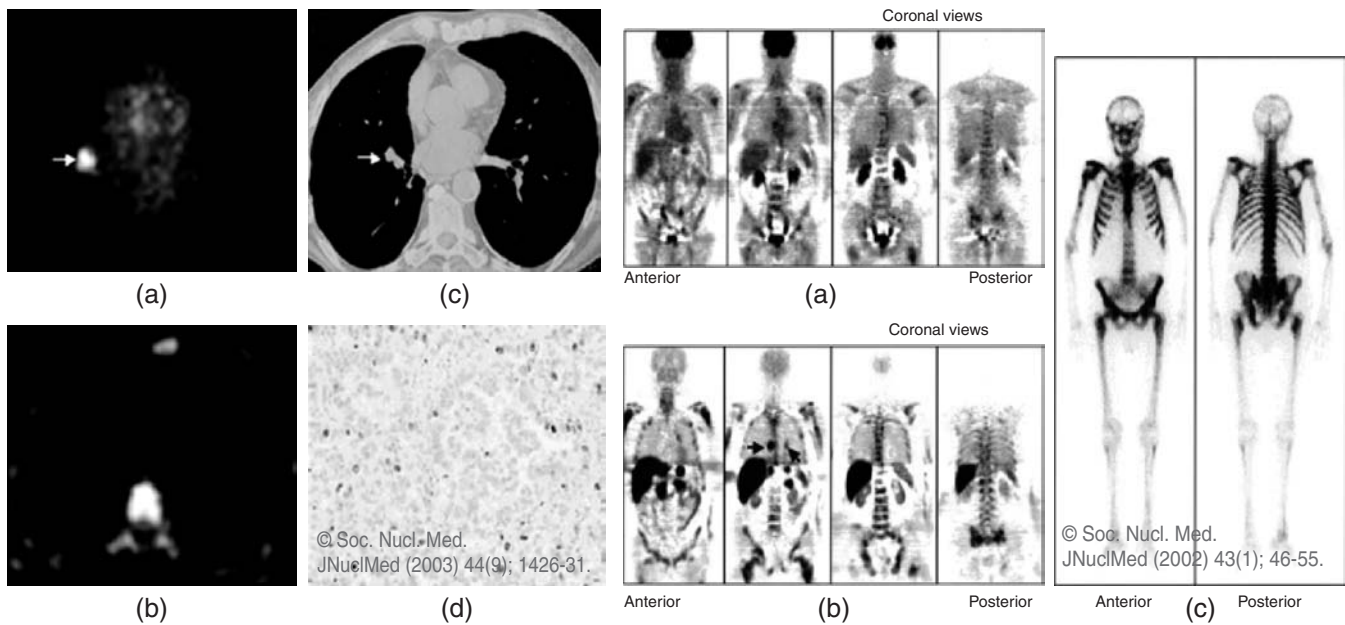 (a)
(c)
(b)
© Soc. Nucl. Med.
JNuclMed (2003) 44(9); 1426-31.
(d)
Coronal views
Anterior
Posterior
(a)
Coronal views
Anterior
Posterior
(b)
© Soc. Nucl. Med.
JNuclMed (2002) 43(1); 46-55.
Anterior
Posterior
(c)